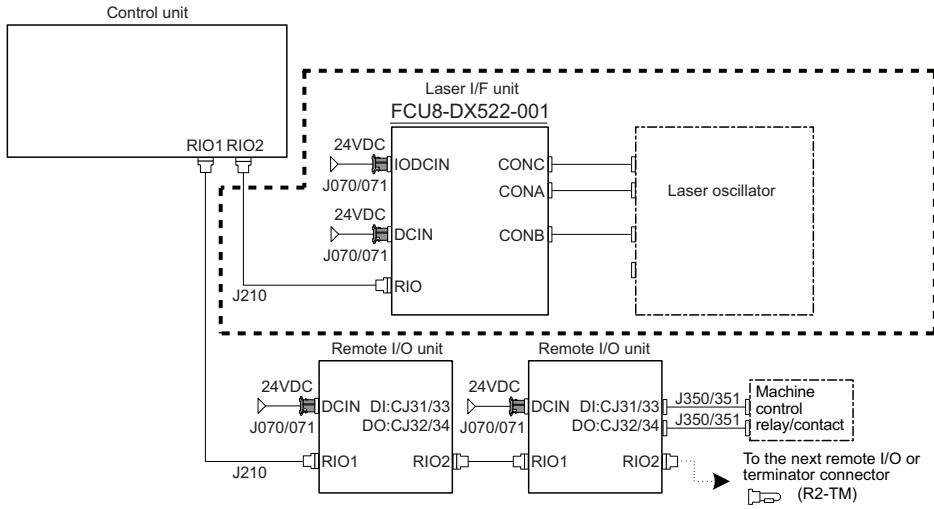 Control unit
RIO1 RIO2
Laser I/F unit
FCU8-DX522-001
24VDC
IODCIN
J070/071
24VDC
DCIN
J070/071
RIO
CONC
CONA
CONB
Laser oscillator
J210
Remote I/O unit
24VDC
DCIN
J070/071
DI:CJ31/33
DO:CJ32/34
RIO1
RIO2
J210
Remote I/O unit
24VDC
DCIN
J070/071
DI:CJ31/33
DO:CJ32/34
RIO1
RIO2
J350/351
J350/351
Machine
control
relay/contact
To the next remote I/O or
terminator connector
(R2-TM)